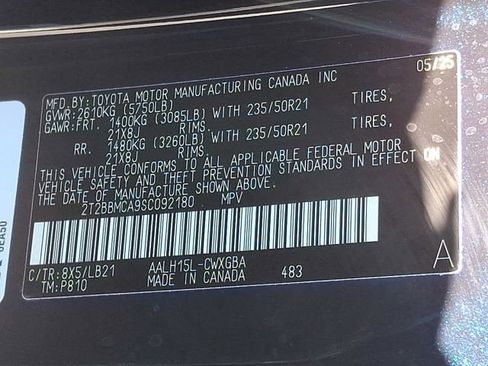 MFD.BY:TOYOTA MOTOR MANUFACTURING CANADA INC 05/25
GVWR:2610KG (5750LB)
GAWR:FRT. 1400KG (3085LB) WITH 235/50R21 TIRES,
21X8J RIMS.
RR. 1480KG (3260LB) WITH 235/50R21 TIRES,
21X8J RIMS.
THIS VEHICLE CONFORMS TO ALL APPLICABLE FEDERAL MOTOR
VEHICLE SAFETY AND THEFT PREVENTION STANDARDS IN EFFECT ON
THE DATE OF MANUFACTURE SHOWN ABOVE.
2T2BBMCA9SC092180 MPV
C/TR:8X5/LB21 AALH15L-CWXGBA
TM:P810 MADE IN CANADA 483 A